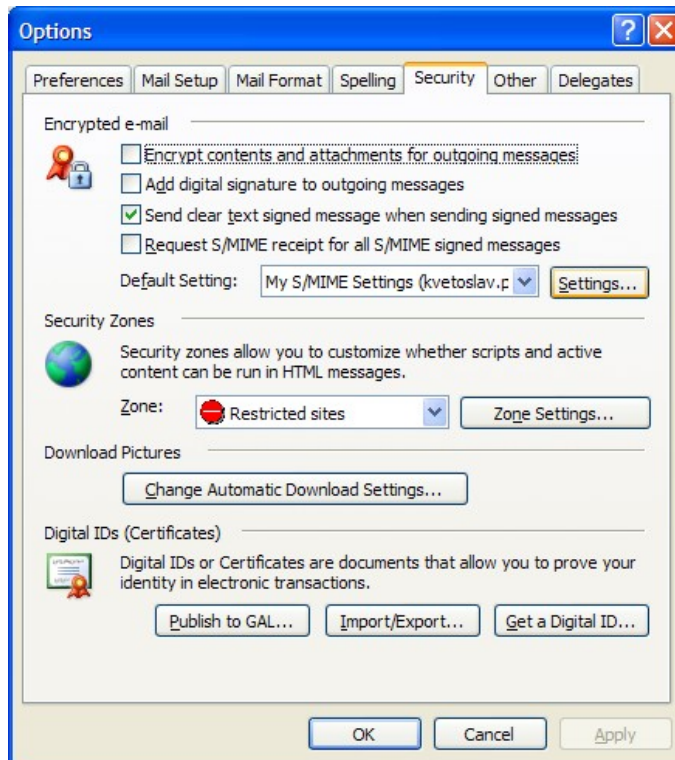 Options
Preferences Mail Setup Mail Format Spelling Security Other Delegates
Encrypted e-mail
Encrypt contents and attachments for outgoing messages
Add digital signature to outgoing messages
Send clear text signed message when sending signed messages
Request S/MIME receipt for all S/MIME signed messages
Default Setting: My S/MIME Settings (kvetoslav.p Settings...
Security Zones
Security zones allow you to customize whether scripts and active
content can be run in HTML messages.
Zone: Restricted sites Zone Settings...
Download Pictures
Change Automatic Download Settings...
Digital IDs (Certificates)
Digital IDs or Certificates are documents that allow you to prove your
identity in electronic transactions.
Publish to GAL... Import/Export... Get a Digital ID...
OK Cancel Apply